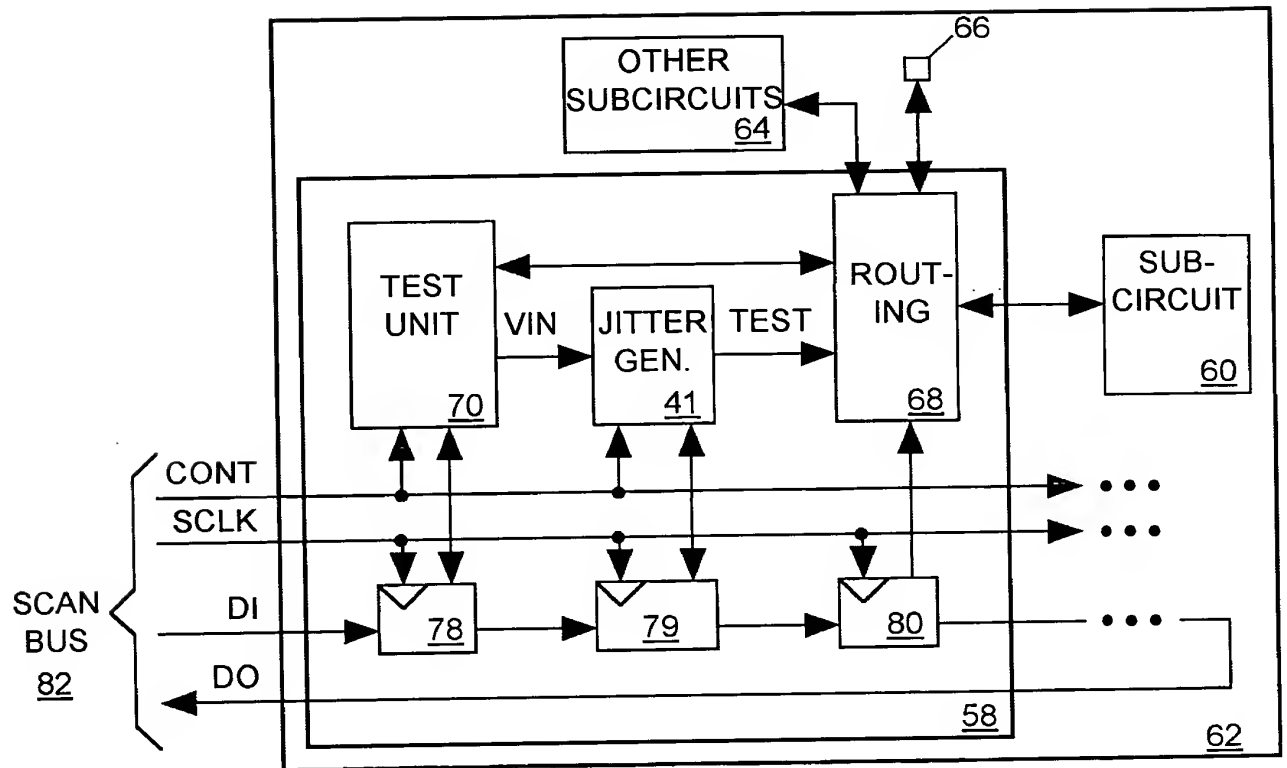 66
OTHER
SUBCIRCUITS
64
TEST
UNIT
70
VIN
JITTER
GEN.
41
TEST
ROUT-
ING
68
SUB-
CIRCUIT
60
CONT
SCLK
SCAN
BUS
82
DI
DO
78
79
80
58
62